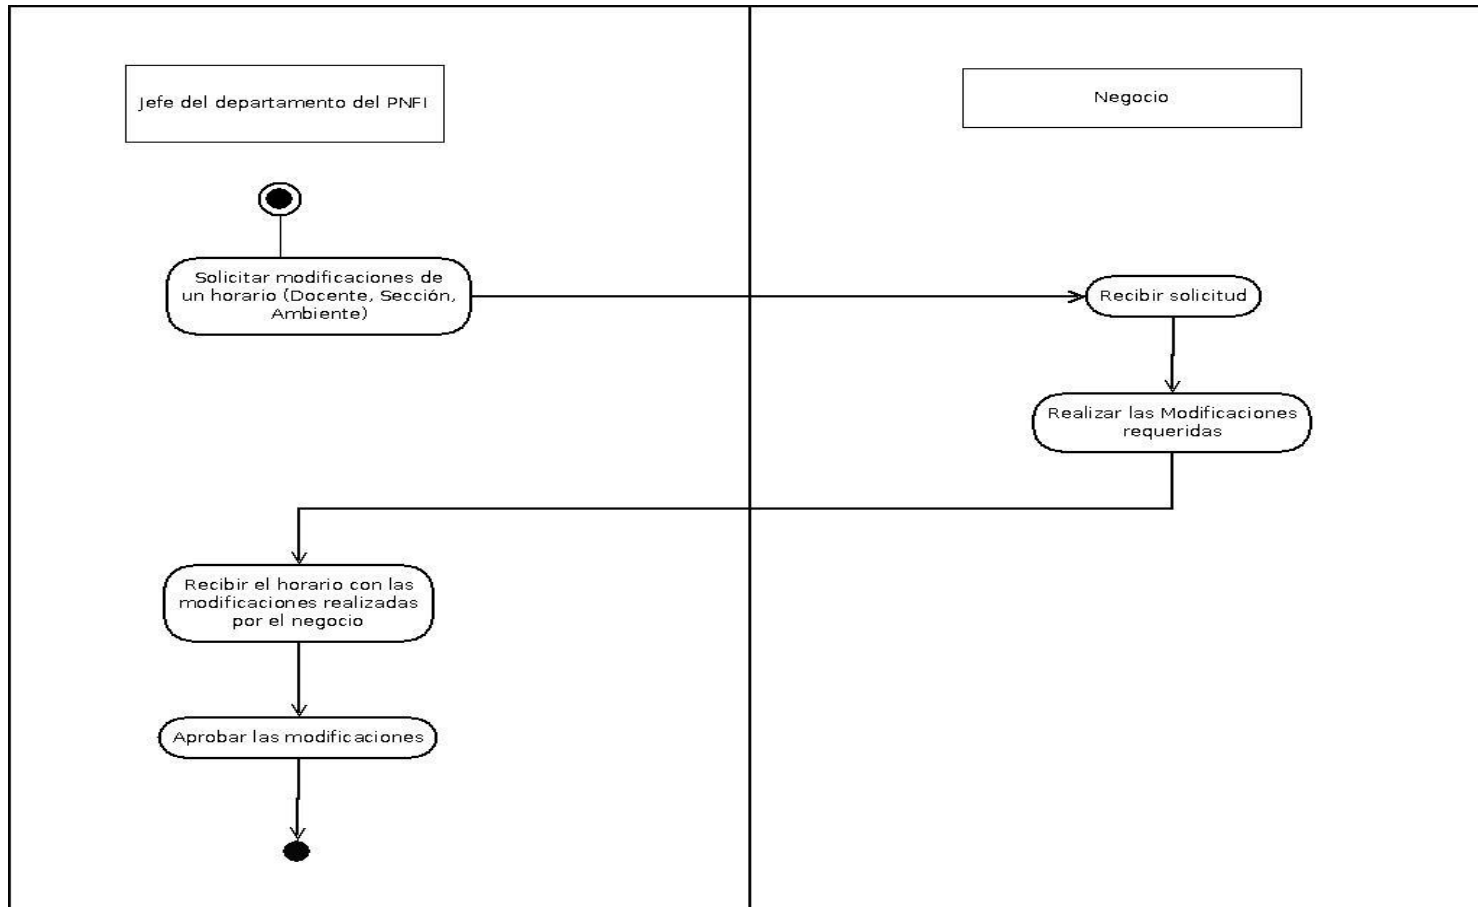 Jefe del departamento del PNFI
Negocio
Solicitar modificaciones de
un horario (Docente, Sección,
Ambiente)
Recibir solicitud
Realizar las Modificaciones
requeridas
Recibir el horario con las
modificaciones realizadas
por el negocio
Aprobar las modificaciones